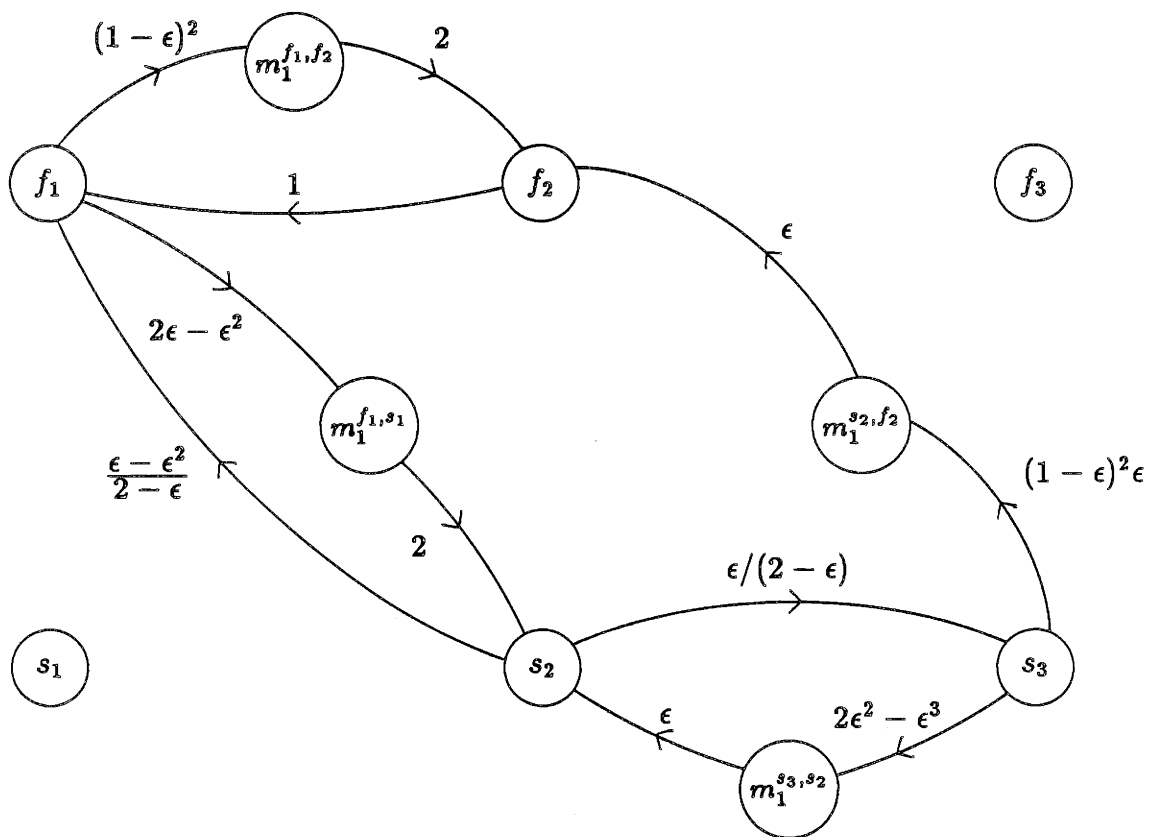 (1 − ϵ)²
m₁^{f₁,f₂}
2
f₁
1
f₂
f₃
ϵ
2ϵ − ϵ²
m₁^{f₁,s₁}
m₁^{s₂,f₂}
(ϵ − ϵ²)/(2 − ϵ)
(1 − ϵ)²ϵ
2
ϵ/(2 − ϵ)
s₁
s₂
s₃
ϵ
2ϵ² − ϵ³
m₁^{s₃,s₂}